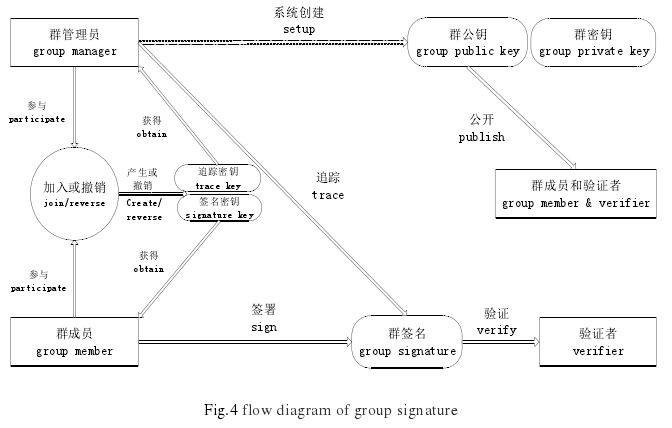 系统创建
setup
群管理员
group manager
群公钥
group public key
群密钥
group private key
参与
participate
获得
obtain
公开
publish
加入或撤销
join/reverse
产生或
撤销
Create/
reverse
追踪密钥
trace key
签名密钥
signature key
追踪
trace
群成员和验证者
group member & verifier
参与
participate
获得
obtain
群成员
group member
签署
sign
群签名
group signature
验证
verify
验证者
verifier
Fig.4 flow diagram of group signature